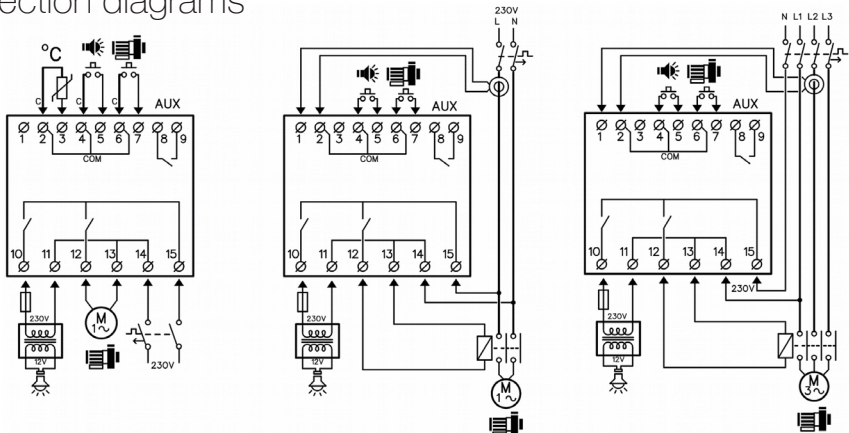 ection diagrams
°C
C
C
C
AUX
1 2 3 4 5 6 7 8 9
COM
10 11 12 13 14 15
230V
12V
M
1~
230V
230V
L N
AUX
1 2 3 4 5 6 7 8 9
COM
10 11 12 13 14 15
230V
12V
M
1~
N L1 L2 L3
AUX
1 2 3 4 5 6 7 8 9
COM
10 11 12 13 14 15
230V
230V
12V
M
3~